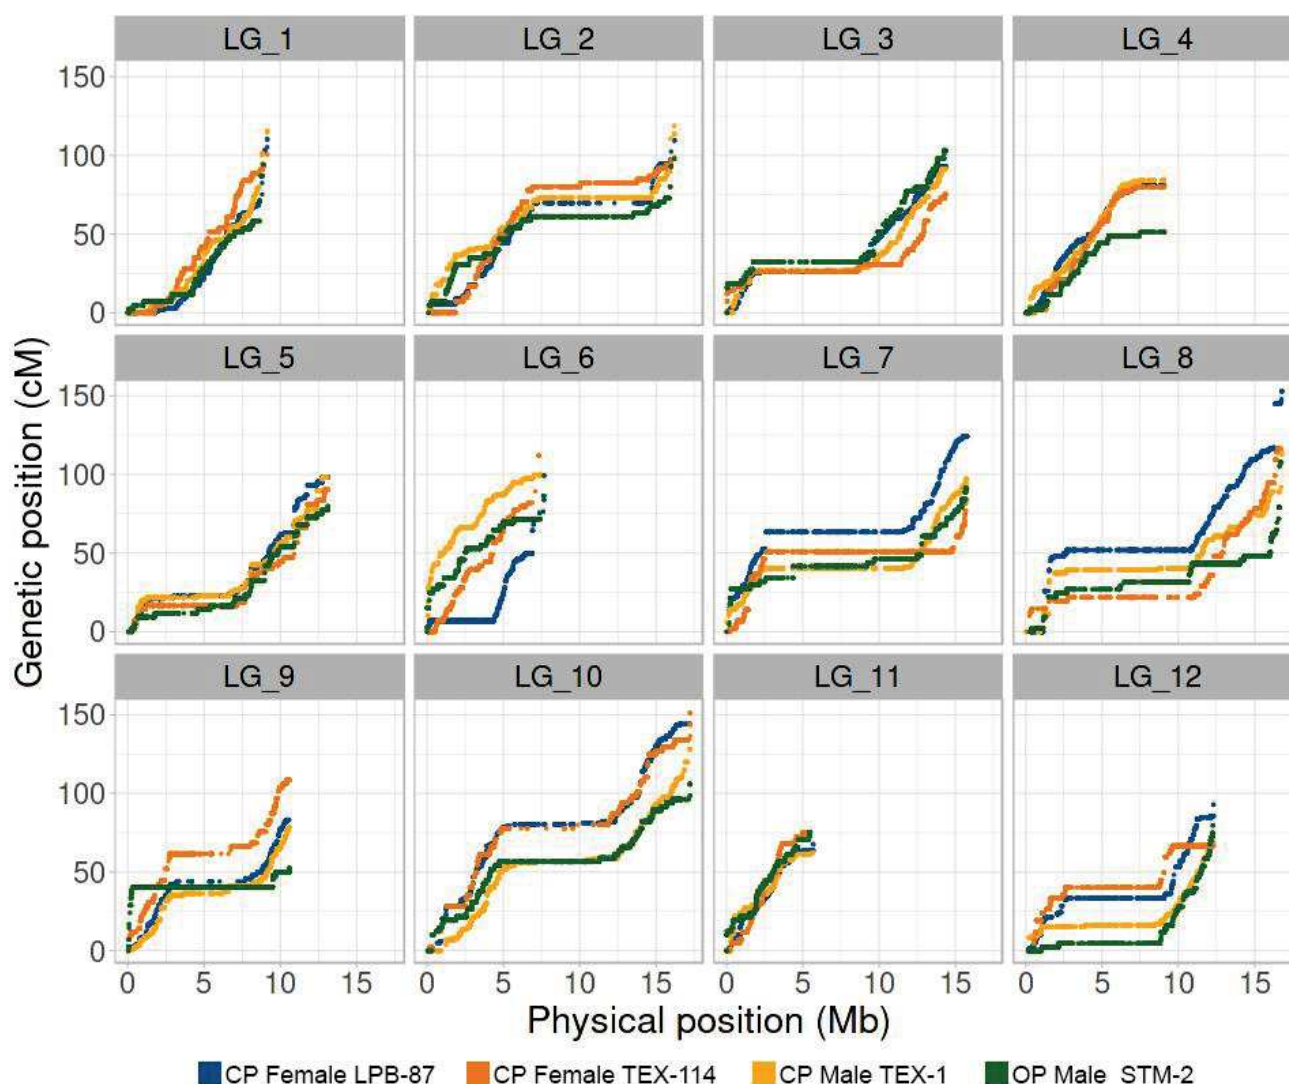 LG_1 LG_2 LG_3 LG_4
150
100
50
0
LG_5 LG_6 LG_7 LG_8
150
100
50
0
LG_9 LG_10 LG_11 LG_12
150
100
50
0
0 5 10 15 0 5 10 15 0 5 10 15 0 5 10 15
Genetic position (cM)
Physical position (Mb)
CP Female LPB-87 CP Female TEX-114 CP Male TEX-1 OP Male STM-2